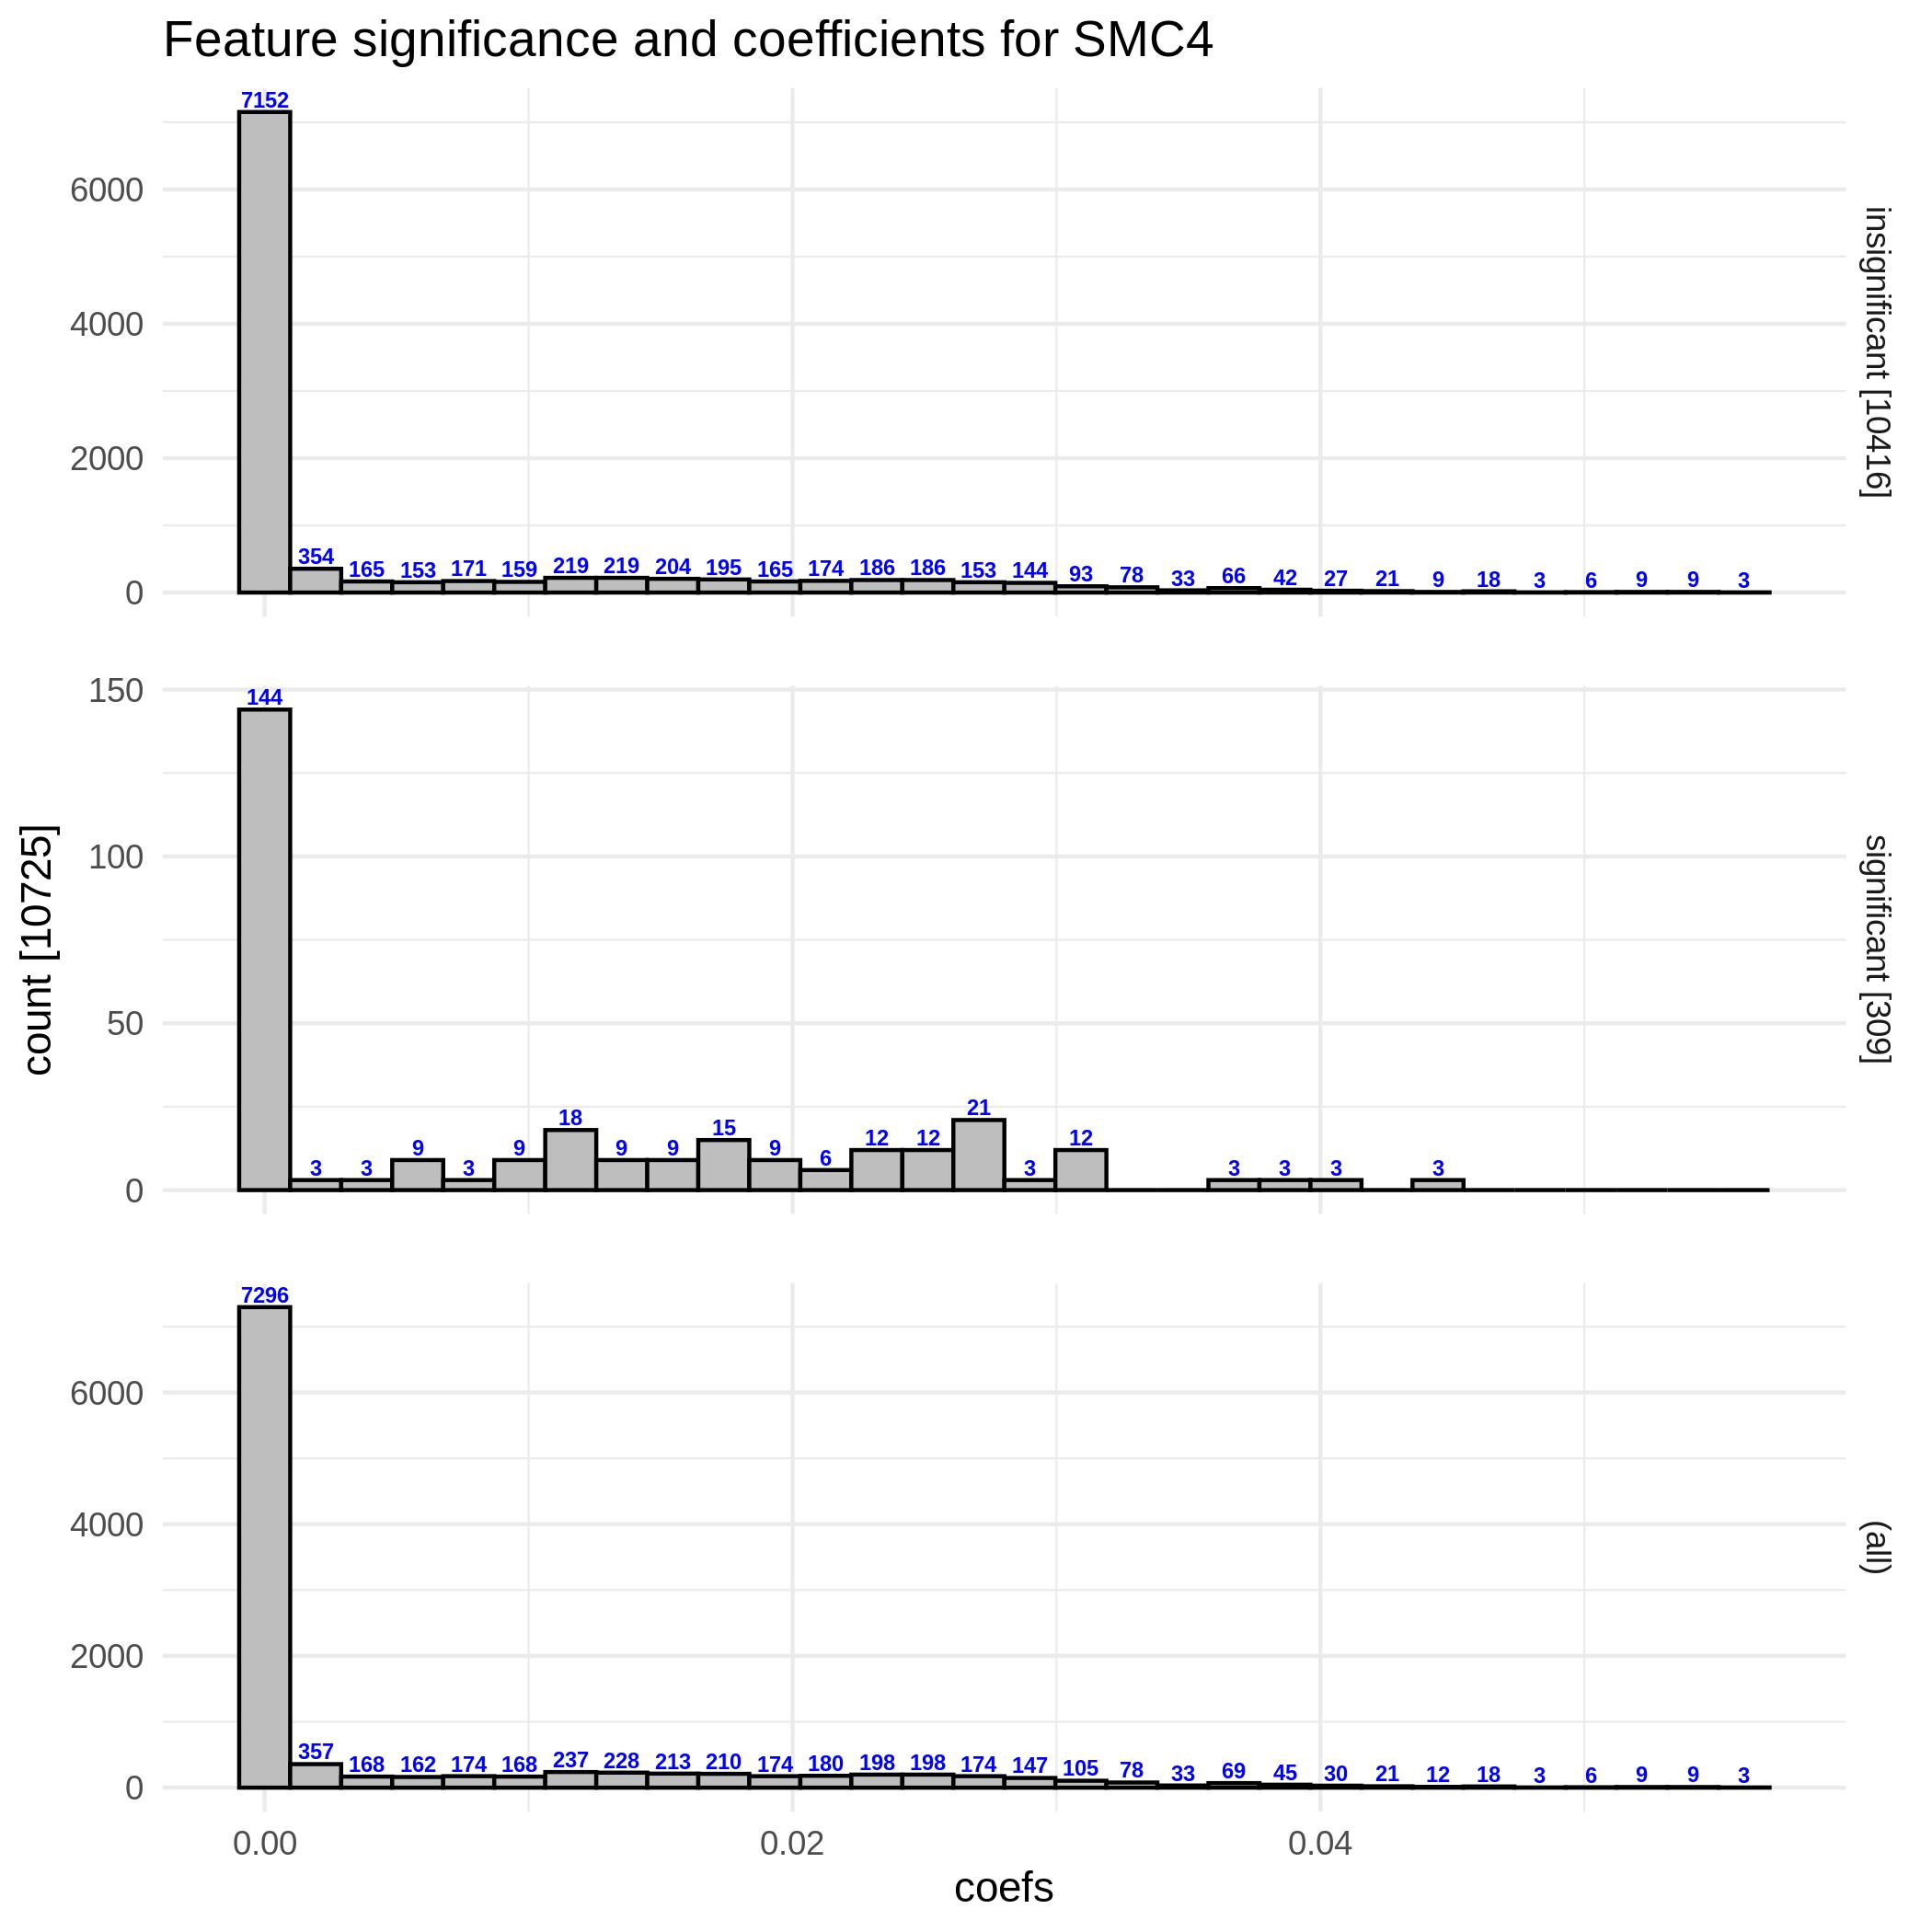 Feature significance and coefficients for SMC4
7152
6000
4000
2000
354 165 153 171 159 219 219 204 195 165 174 186 186 153 144 93 78 33 66 42 27 21 9 18 3 6 9 9 3
0
insignificant [10416]
150
144
100
50
3 3 9 3 9 18 9 9 15 9 6 12 12 21 3 12 3 3 3 3
0
significant [309]
count [10725]
7296
6000
4000
2000
357 168 162 174 168 237 228 213 210 174 180 198 198 174 147 105 78 33 69 45 30 21 12 18 3 6 9 9 3
0
(all)
0.00 0.02 0.04
coefs